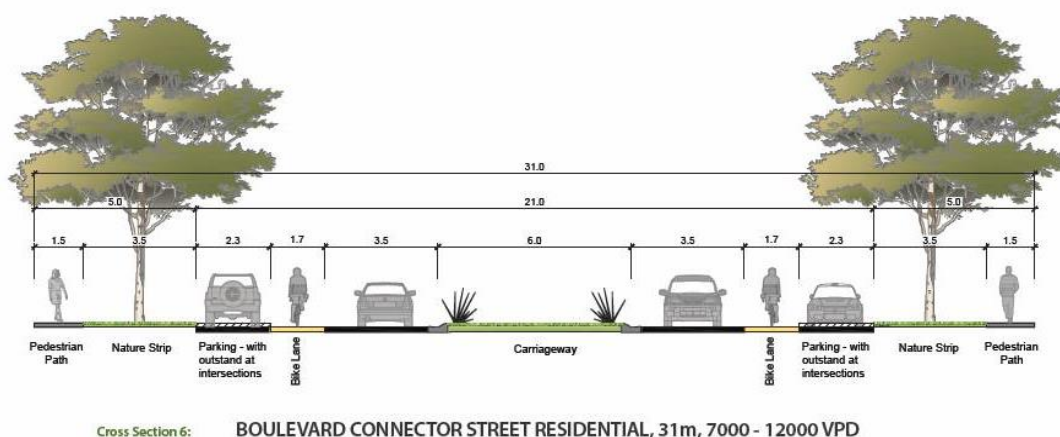 31.0
5.0 21.0 5.0
1.5 3.5 2.3 1.7 3.5 6.0 3.5 1.7 2.3 3.5 1.5
Pedestrian
Path
Nature Strip
Parking - with
outstand at
intersections
Bike Lane
Carriageway
Bike Lane
Parking - with
outstand at
intersections
Nature Strip
Pedestrian
Path
Cross Section 6: BOULEVARD CONNECTOR STREET RESIDENTIAL, 31m, 7000 - 12000 VPD